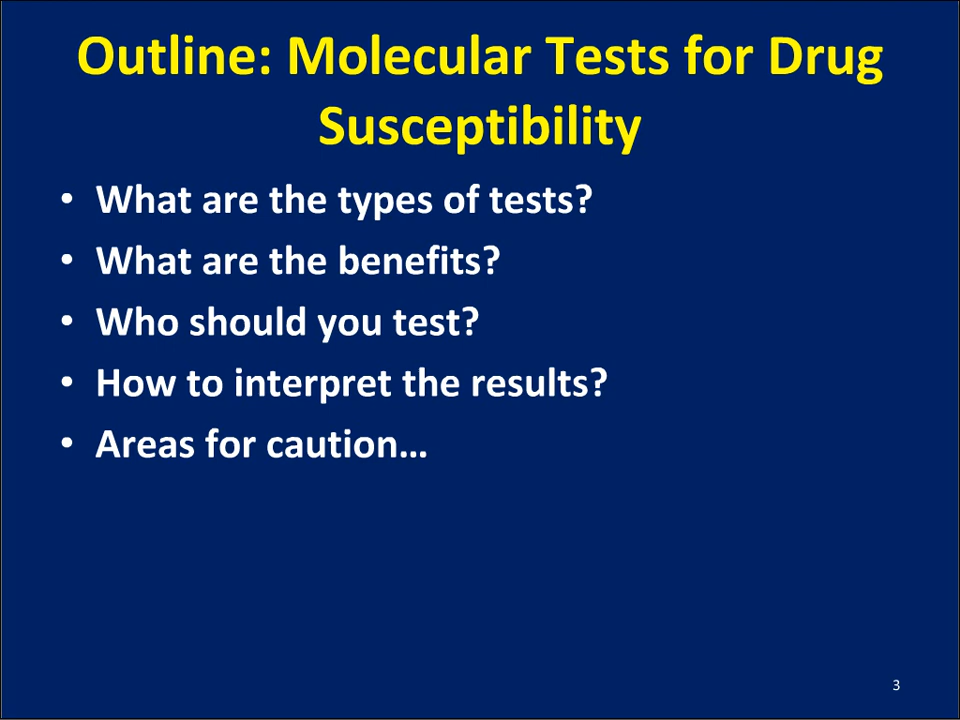 Outline: Molecular Tests for Drug
Susceptibility
• What are the types of tests?
• What are the benefits?
• Who should you test?
• How to interpret the results?
• Areas for caution…
3